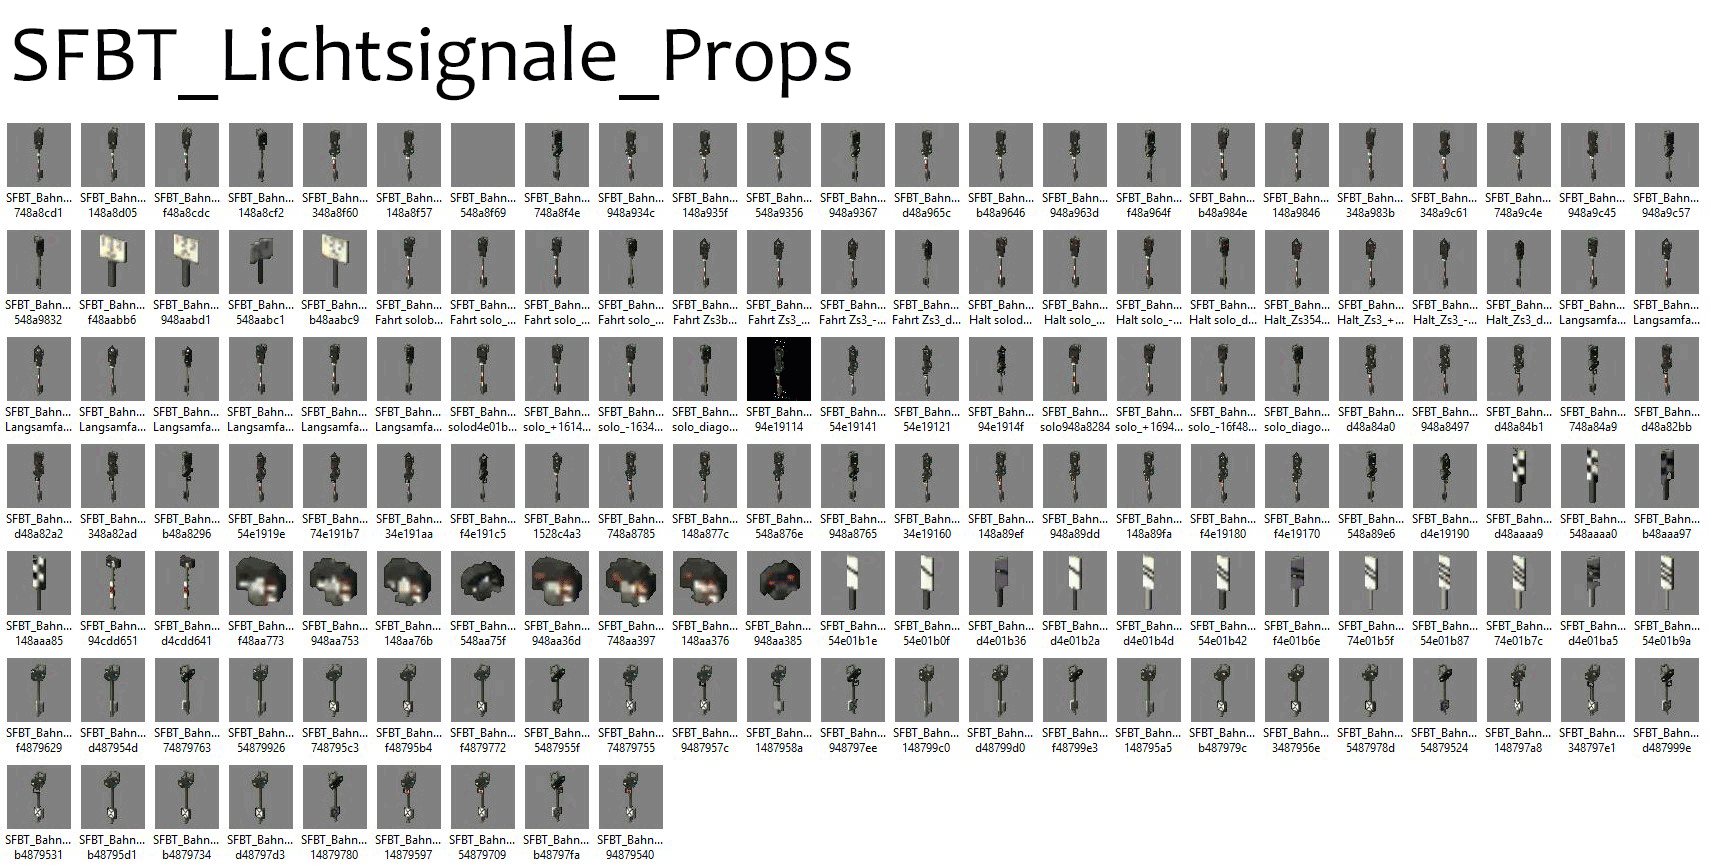 SFBT_Lichtsignale_Props
SFBT_Bahn... SFBT_Bahn... SFBT_Bahn... SFBT_Bahn... SFBT_Bahn... SFBT_Bahn... SFBT_Bahn... SFBT_Bahn... SFBT_Bahn... SFBT_Bahn... SFBT_Bahn... SFBT_Bahn... SFBT_Bahn... SFBT_Bahn... SFBT_Bahn... SFBT_Bahn... SFBT_Bahn... SFBT_Bahn... SFBT_Bahn... SFBT_Bahn... SFBT_Bahn... SFBT_Bahn... SFBT_Bahn...
748a8cd1 148a8d05 f48a8cdc 148a8cf2 348a8f60 148a8f57 548a8f69 748a8f4e 948a934c 148a935f 548a9356 948a9367 d48a965c b48a9646 948a963d f48a964f b48a984e 148a9846 348a983b 348a9c61 748a9c4e 948a9c45 948a9c57
SFBT_Bahn... SFBT_Bahn... SFBT_Bahn... SFBT_Bahn... SFBT_Bahn... SFBT_Bahn... SFBT_Bahn... SFBT_Bahn... SFBT_Bahn... SFBT_Bahn... SFBT_Bahn... SFBT_Bahn... SFBT_Bahn... SFBT_Bahn... SFBT_Bahn... SFBT_Bahn... SFBT_Bahn... SFBT_Bahn... SFBT_Bahn... SFBT_Bahn... SFBT_Bahn... SFBT_Bahn... SFBT_Bahn...
548a9832 f48aabb6 948aabd1 548aabc1 b48aabc9 Fahrt solob... Fahrt solo_... Fahrt solo_... Fahrt solo_... Fahrt Zs3b... Fahrt Zs3_... Fahrt Zs3_-... Fahrt Zs3_d... Halt solod... Halt solo_... Halt solo_-... Halt solo_d... Halt_Zs354... Halt_Zs3_+... Halt_Zs3_-... Halt_Zs3_d... Langsamfa... Langsamfa...
SFBT_Bahn... SFBT_Bahn... SFBT_Bahn... SFBT_Bahn... SFBT_Bahn... SFBT_Bahn... SFBT_Bahn... SFBT_Bahn... SFBT_Bahn... SFBT_Bahn... SFBT_Bahn... SFBT_Bahn... SFBT_Bahn... SFBT_Bahn... SFBT_Bahn... SFBT_Bahn... SFBT_Bahn... SFBT_Bahn... SFBT_Bahn... SFBT_Bahn... SFBT_Bahn... SFBT_Bahn... SFBT_Bahn...
Langsamfa... Langsamfa... Langsamfa... Langsamfa... Langsamfa... Langsamfa... solod4e01b... solo_+1614... solo_-1634... solo_diago... 94e19114 54e19141 54e19121 94e1914f solo948a8284 solo_+1694... solo_-16f48... solo_diago... d48a84a0 948a8497 d48a84b1 748a84a9 d48a82bb
SFBT_Bahn... SFBT_Bahn... SFBT_Bahn... SFBT_Bahn... SFBT_Bahn... SFBT_Bahn... SFBT_Bahn... SFBT_Bahn... SFBT_Bahn... SFBT_Bahn... SFBT_Bahn... SFBT_Bahn... SFBT_Bahn... SFBT_Bahn... SFBT_Bahn... SFBT_Bahn... SFBT_Bahn... SFBT_Bahn... SFBT_Bahn... SFBT_Bahn... SFBT_Bahn... SFBT_Bahn... SFBT_Bahn...
d48a82a2 348a82ad b48a8296 54e1919e 74e191b7 34e191aa f4e191c5 1528c4a3 748a8785 148a877c 548a876e 948a8765 34e19160 148a89ef 948a89dd 148a89fa f4e19180 f4e19170 548a89e6 d4e19190 d48aaaa9 548aaaa0 b48aaa97
SFBT_Bahn... SFBT_Bahn... SFBT_Bahn... SFBT_Bahn... SFBT_Bahn... SFBT_Bahn... SFBT_Bahn... SFBT_Bahn... SFBT_Bahn... SFBT_Bahn... SFBT_Bahn... SFBT_Bahn... SFBT_Bahn... SFBT_Bahn... SFBT_Bahn... SFBT_Bahn... SFBT_Bahn... SFBT_Bahn... SFBT_Bahn... SFBT_Bahn... SFBT_Bahn... SFBT_Bahn... SFBT_Bahn...
148aaa85 94cdd651 d4cdd641 f48aa773 948aa753 148aa76b 548aa75f 948aa36d 748aa397 148aa376 948aa385 54e01b1e 54e01b0f d4e01b36 d4e01b2a d4e01b4d 54e01b42 f4e01b6e 74e01b5f 54e01b87 74e01b7c d4e01ba5 54e01b9a
SFBT_Bahn... SFBT_Bahn... SFBT_Bahn... SFBT_Bahn... SFBT_Bahn... SFBT_Bahn... SFBT_Bahn... SFBT_Bahn... SFBT_Bahn... SFBT_Bahn... SFBT_Bahn... SFBT_Bahn... SFBT_Bahn... SFBT_Bahn... SFBT_Bahn... SFBT_Bahn... SFBT_Bahn... SFBT_Bahn... SFBT_Bahn... SFBT_Bahn... SFBT_Bahn... SFBT_Bahn... SFBT_Bahn...
f4879629 d487954d 74879763 54879926 748795c3 f48795b4 f4879772 5487955f 74879755 9487957c 1487958a 948797ee 148799c0 d48799d0 f48799e3 148795a5 b487979c 3487956e 5487978d 54879524 148797a8 348797e1 d487999e
SFBT_Bahn... SFBT_Bahn... SFBT_Bahn... SFBT_Bahn... SFBT_Bahn... SFBT_Bahn... SFBT_Bahn... SFBT_Bahn... SFBT_Bahn...
b4879531 b48795d1 b4879734 d48797d3 14879780 14879597 54879709 b48797fa 94879540